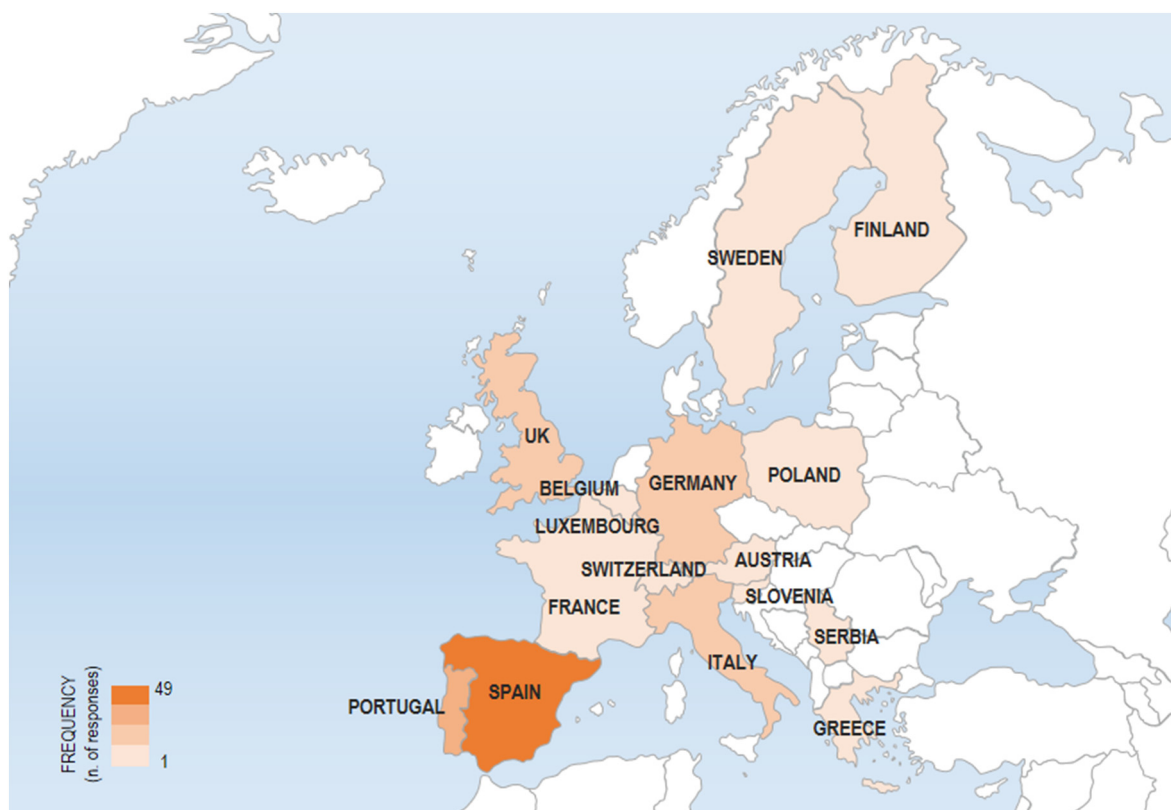 FINLAND
SWEDEN
UK
BELGIUM
GERMANY
POLAND
LUXEMBOURG
SWITZERLAND
AUSTRIA
SLOVENIA
FRANCE
SERBIA
ITALY
SPAIN
PORTUGAL
GREECE
FREQUENCY
(n. of responses)
49
1